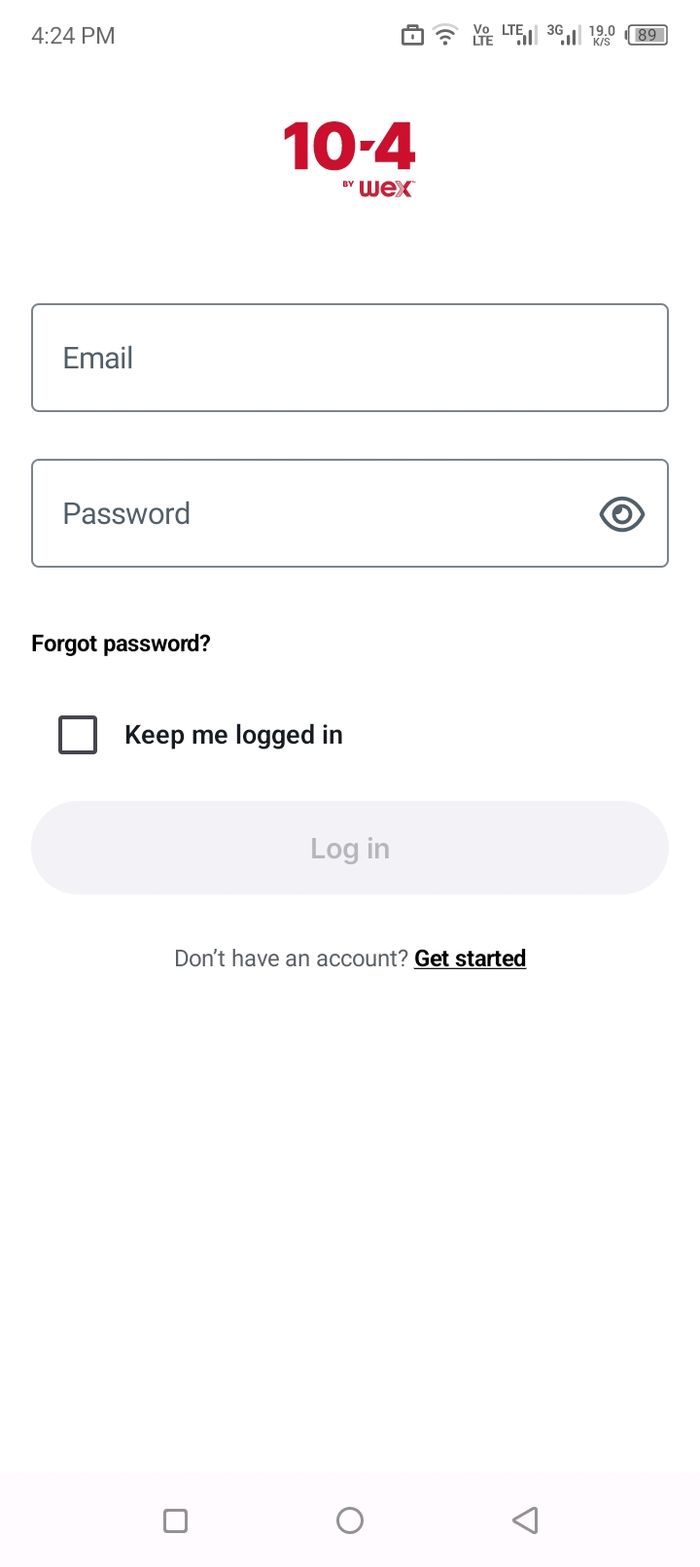 4:24 PM
Vo LTE LTE 3G 19.0 K/S 89
10-4
BY wex
Email
Password
Forgot password?
Keep me logged in
Log in
Don’t have an account? Get started